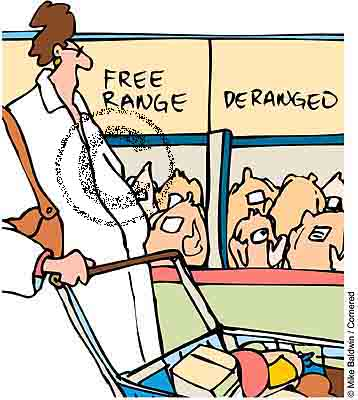 FREE
RANGE
DERANGED
© Mike Baldwin / Cornered